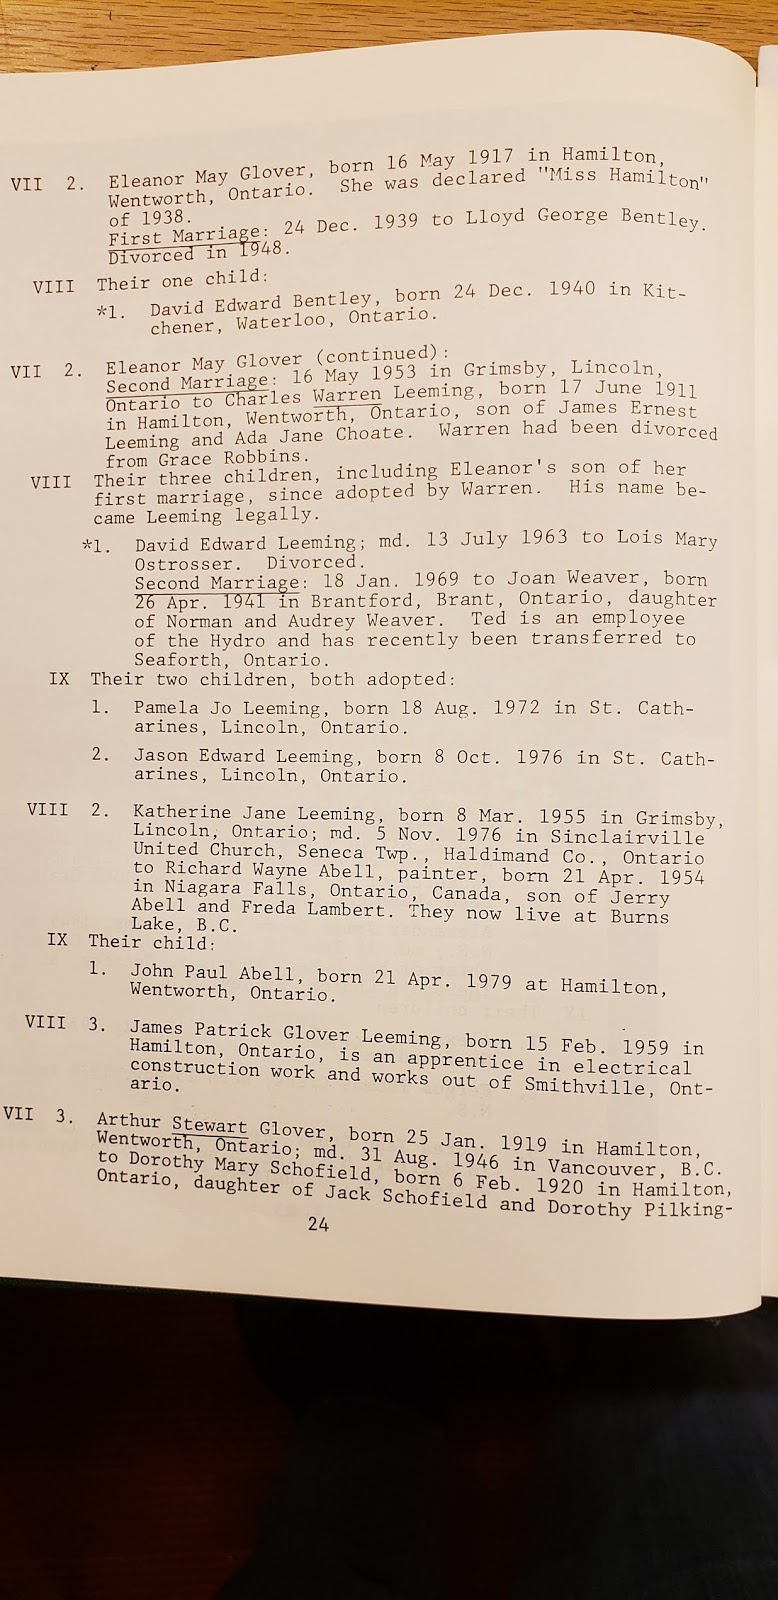 VII 2. Eleanor May Glover, born 16 May 1917 in Hamilton,
Wentworth, Ontario. She was declared "Miss Hamilton"
of 1938.
First Marriage: 24 Dec. 1939 to Lloyd George Bentley.
Divorced in 1948.
VIII Their one child:
*1. David Edward Bentley, born 24 Dec. 1940 in Kit-
chener, Waterloo, Ontario.
VII 2. Eleanor May Glover (continued):
Second Marriage: 16 May 1953 in Grimsby, Lincoln,
Ontario to Charles Warren Leeming, born 17 June 1911
in Hamilton, Wentworth, Ontario, son of James Ernest
Leeming and Ada Jane Choate. Warren had been divorced
from Grace Robbins.
VIII Their three children, including Eleanor's son of her
first marriage, since adopted by Warren. His name be-
came Leeming legally.
*1. David Edward Leeming; md. 13 July 1963 to Lois Mary
Ostrosser. Divorced.
Second Marriage: 18 Jan. 1969 to Joan Weaver, born
26 Apr. 1941 in Brantford, Brant, Ontario, daughter
of Norman and Audrey Weaver. Ted is an employee
of the Hydro and has recently been transferred to
Seaforth, Ontario.
IX Their two children, both adopted:
1. Pamela Jo Leeming, born 18 Aug. 1972 in St. Cath-
arines, Lincoln, Ontario.
2. Jason Edward Leeming, born 8 Oct. 1976 in St. Cath-
arines, Lincoln, Ontario.
VIII 2. Katherine Jane Leeming, born 8 Mar. 1955 in Grimsby,
Lincoln, Ontario; md. 5 Nov. 1976 in Sinclairville
United Church, Seneca Twp., Haldimand Co., Ontario
to Richard Wayne Abell, painter, born 21 Apr. 1954
in Niagara Falls, Ontario, Canada, son of Jerry
Abell and Freda Lambert. They now live at Burns
Lake, B.C.
IX Their child:
1. John Paul Abell, born 21 Apr. 1979 at Hamilton,
Wentworth, Ontario.
VIII 3. James Patrick Glover Leeming, born 15 Feb. 1959 in
Hamilton, Ontario, is an apprentice in electrical
construction work and works out of Smithville, Ont-
ario.
VII 3. Arthur Stewart Glover, born 25 Jan. 1919 in Hamilton,
Wentworth, Ontario; md. 31 Aug. 1946 in Vancouver, B.C.
to Dorothy Mary Schofield, born 6 Feb. 1920 in Hamilton,
Ontario, daughter of Jack Schofield and Dorothy Pilking-
24